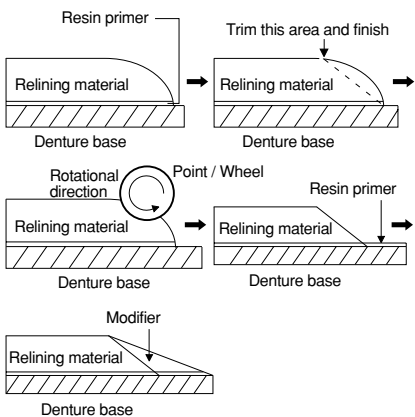 Resin primer
Relining material
Denture base
Trim this area and finish
Relining material
Denture base
Rotational
direction
Point / Wheel
Relining material
Denture base
Resin primer
Relining material
Denture base
Modifier
Relining material
Denture base